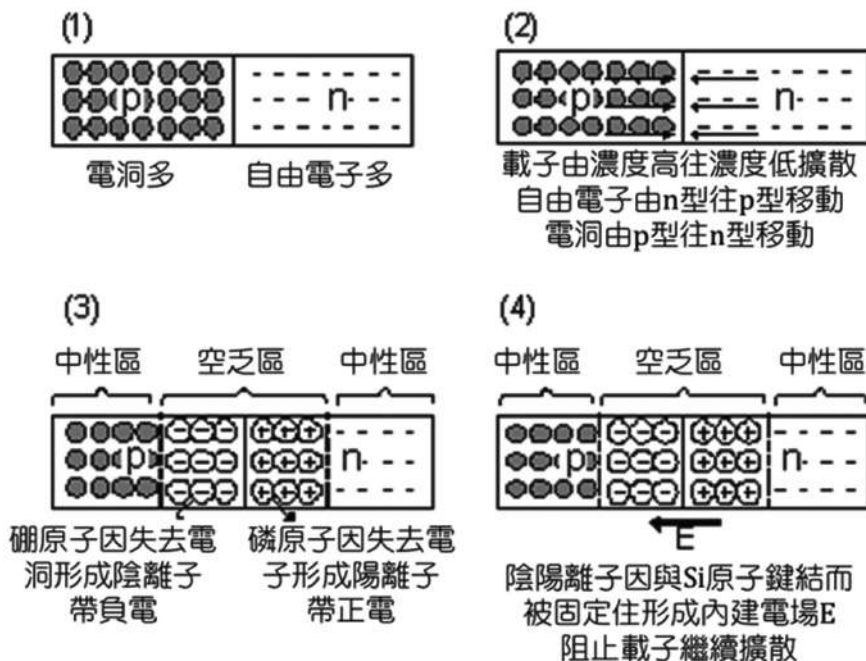 (1)
p
n
電洞多
自由電子多
(2)
p
n
載子由濃度高往濃度低擴散
自由電子由n型往p型移動
電洞由p型往n型移動
(3)
中性區
空乏區
中性區
p
n
硼原子因失去電
洞形成陰離子
帶負電
磷原子因失去電
子形成陽離子
帶正電
(4)
中性區
空乏區
中性區
p
n
E
陰陽離子因與Si原子鍵結而
被固定住形成內建電場E
阻止載子繼續擴散